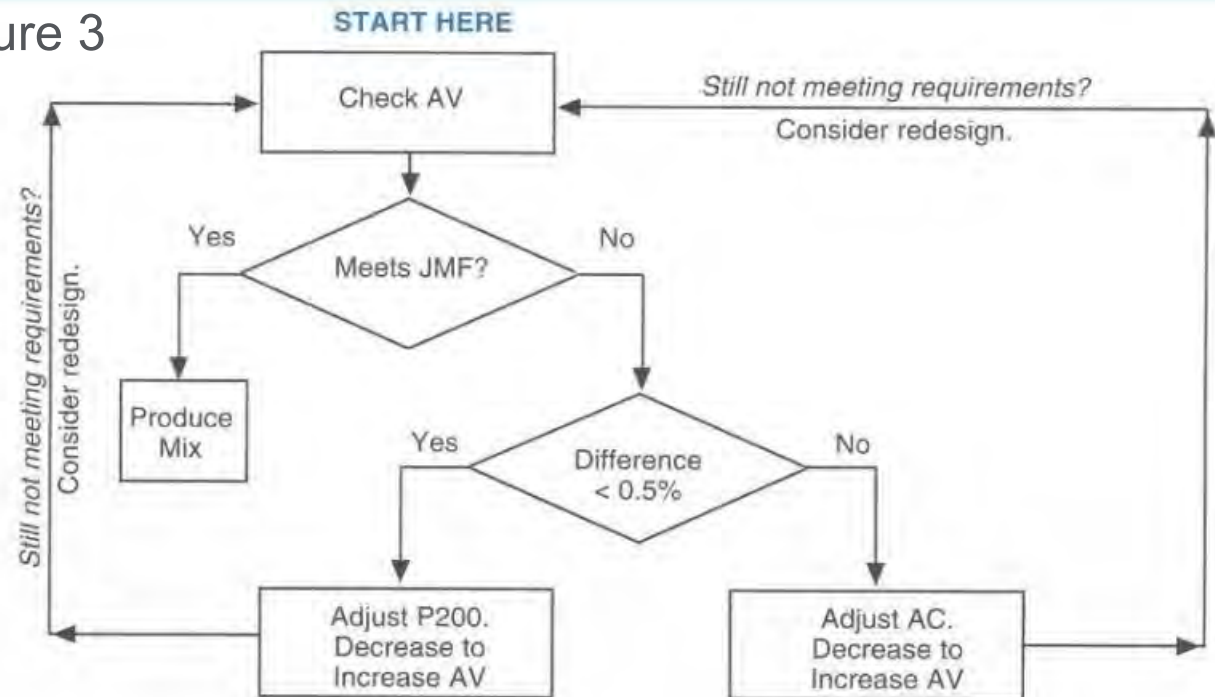 ure 3
START HERE
Check AV
Still not meeting requirements?
Consider redesign.
Yes
No
Meets JMF?
Still not meeting requirements?
Consider redesign.
Produce
Mix
Yes
No
Difference
< 0.5%
Adjust P200.
Decrease to
Increase AV
Adjust AC.
Decrease to
Increase AV